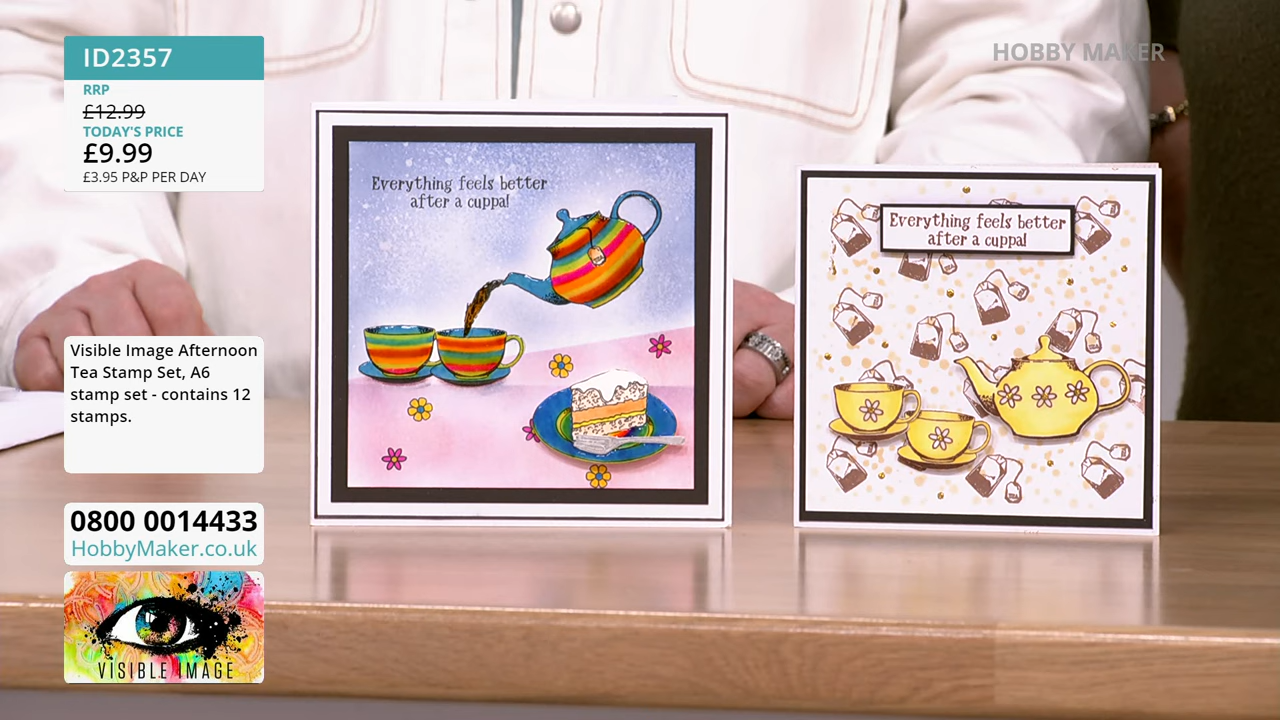 ID2357
RRP
£12.99
TODAY'S PRICE
£9.99
£3.95 P&P PER DAY
HOBBY MAKER
Everything feels better
after a cuppa!
Everything feels better
after a cuppa!
TEA
Visible Image Afternoon
Tea Stamp Set, A6
stamp set - contains 12
stamps.
0800 0014433
HobbyMaker.co.uk
VISIBLE IMAGE